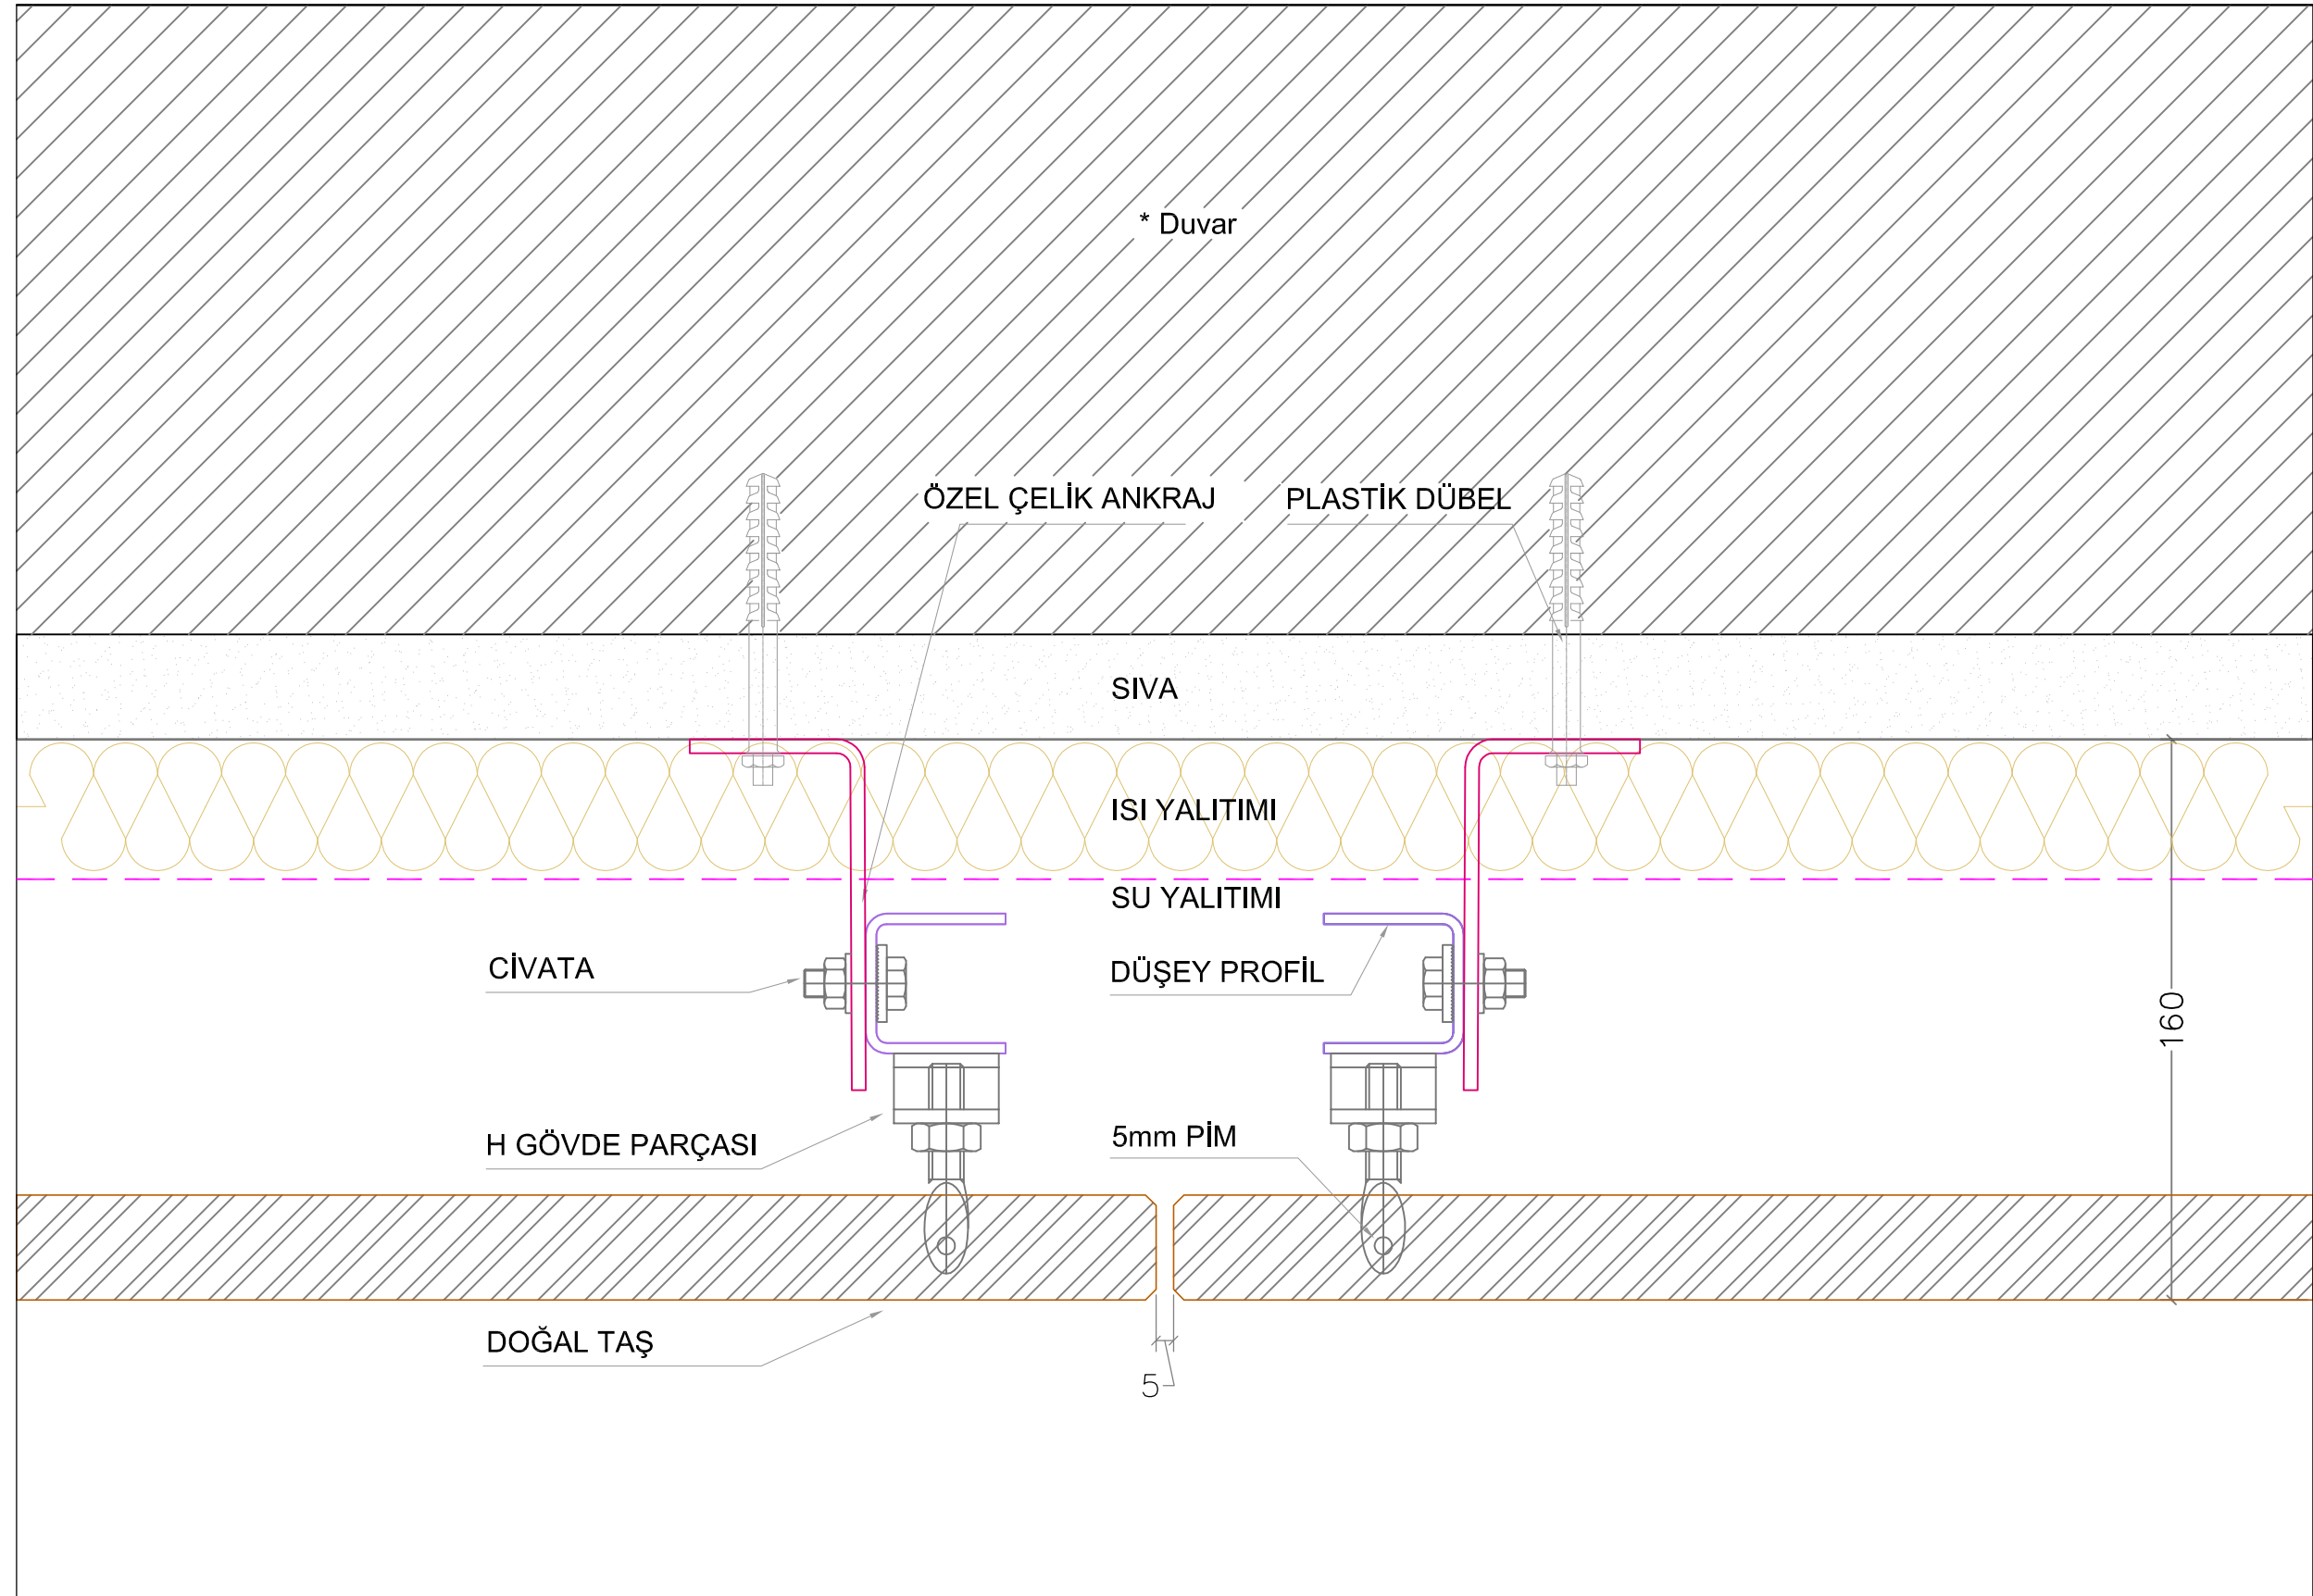 * Duvar
ÖZEL ÇELİK ANKRAJ
PLASTİK DÜBEL
SIVA
ISI YALITIMI
SU YALITIMI
CİVATA
DÜŞEY PROFİL
160
H GÖVDE PARÇASI
5mm PİM
DOĞAL TAŞ
5